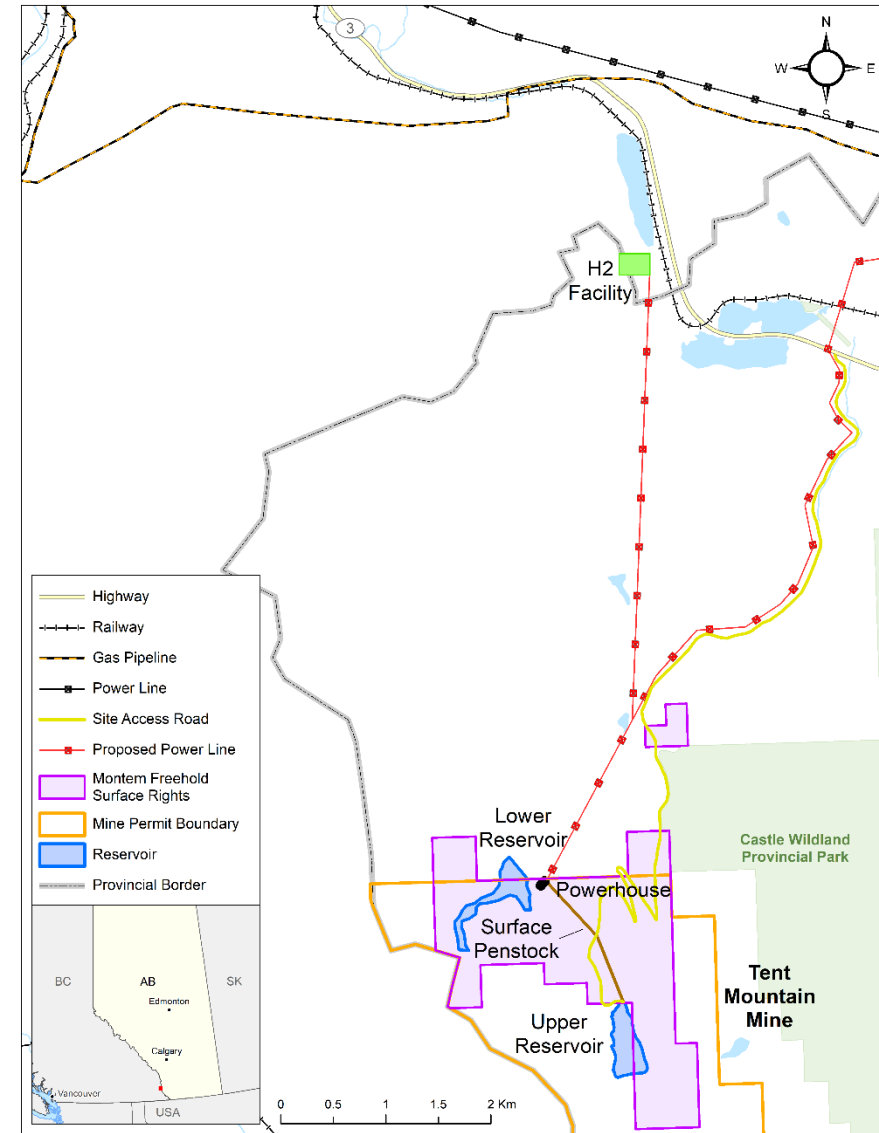 3
N
W
E
S
H2
Facility
Highway
Railway
Gas Pipeline
Power Line
Site Access Road
Proposed Power Line
Montem Freehold
Surface Rights
Mine Permit Boundary
Reservoir
Provincial Border
Lower
Reservoir
Castle Wildland
Provincial Park
Powerhouse
Surface
Penstock
Tent
Mountain
Mine
Upper
Reservoir
BC
AB
SK
Edmonton
Calgary
Vancouver
USA
0
0.5
1
2 Km